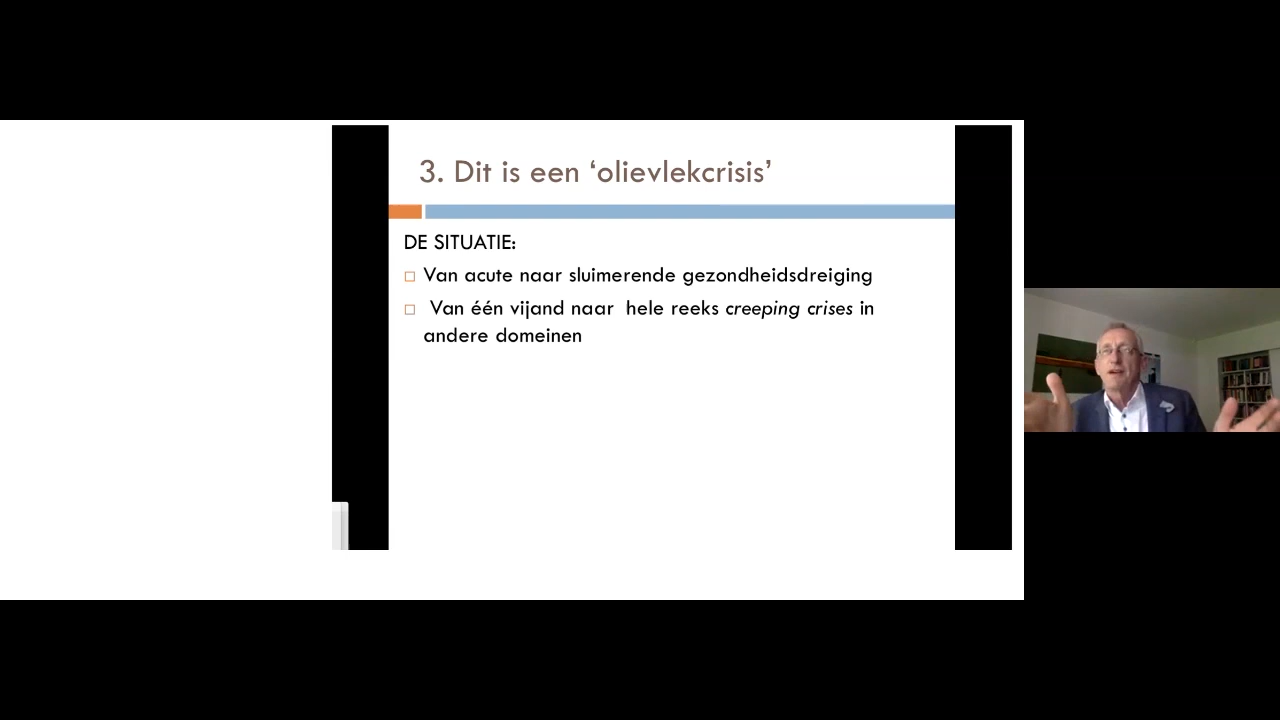 3. Dit is een ‘olievlekcrisis’
DE SITUATIE:
Van acute naar sluimerende gezondheidsdreiging
Van één vijand naar hele reeks creeping crises in
andere domeinen